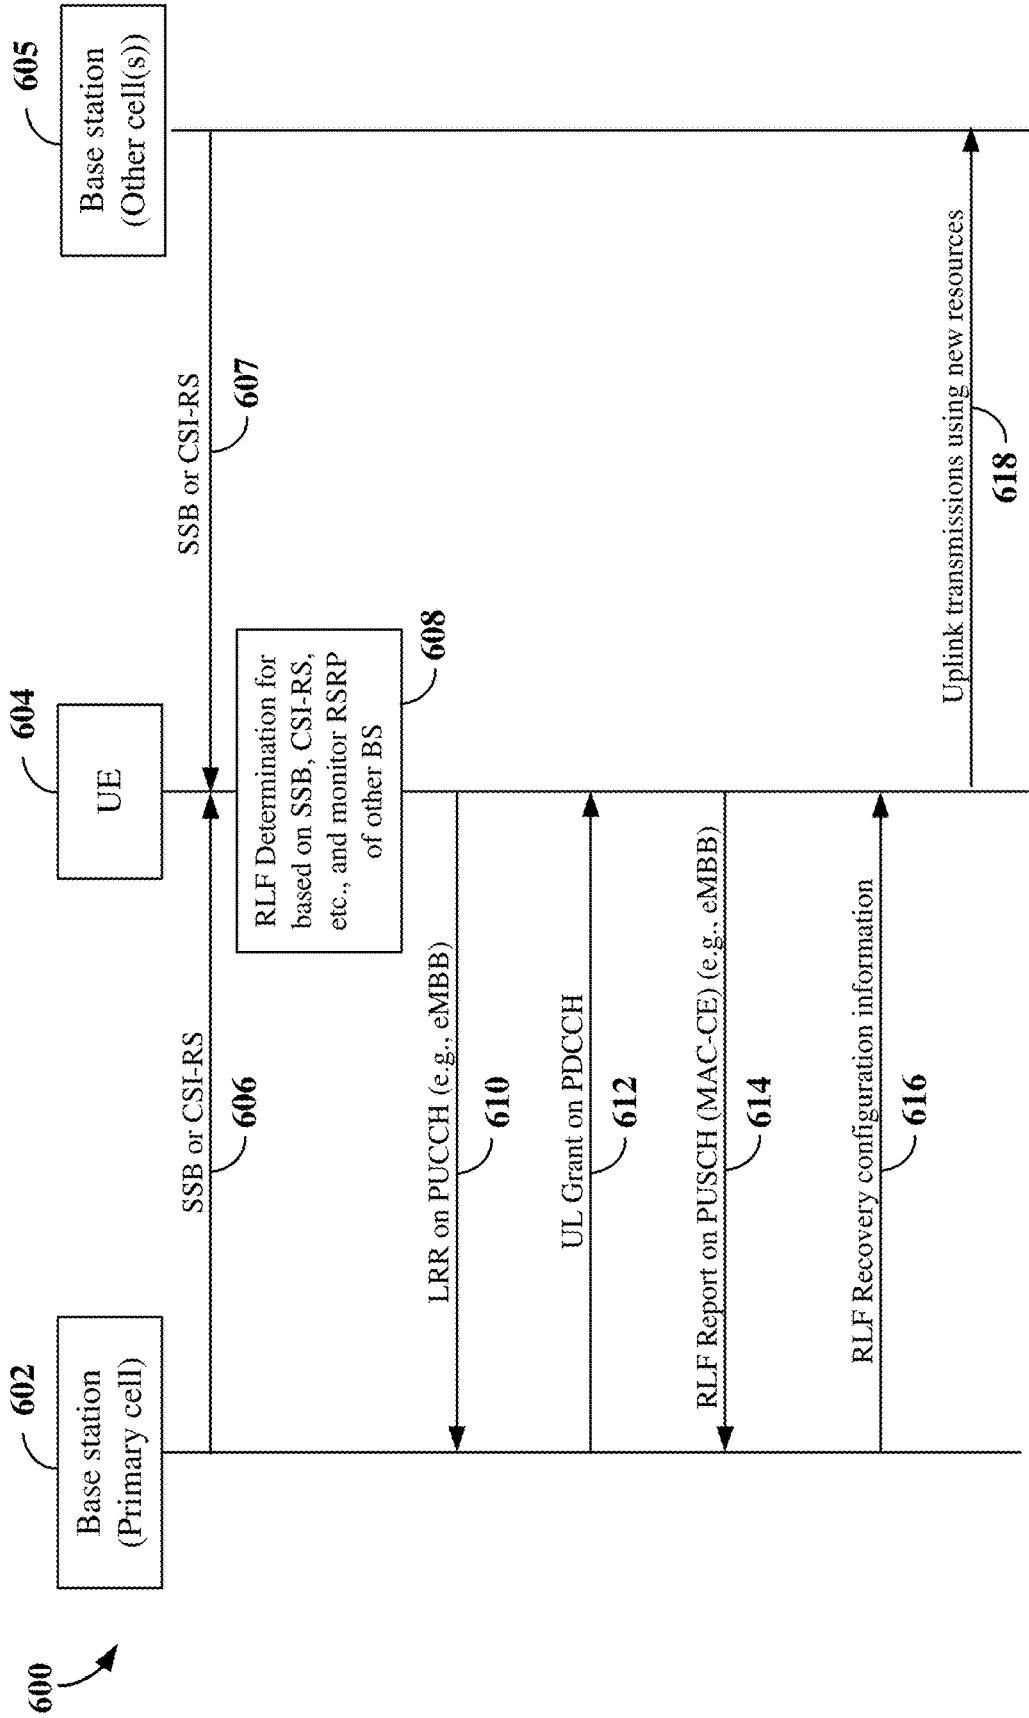 600
602
604
605
Base station
(Primary cell)
UE
Base station
(Other cell(s))
SSB or CSI-RS
606
SSB or CSI-RS
607
RLF Determination for
based on SSB, CSI-RS,
etc., and monitor RSRP
of other BS
608
LRR on PUCCH (e.g., eMBB)
610
UL Grant on PDCCH
612
RLF Report on PUSCH (MAC-CE) (e.g., eMBB)
614
RLF Recovery configuration information
616
Uplink transmissions using new resources
618